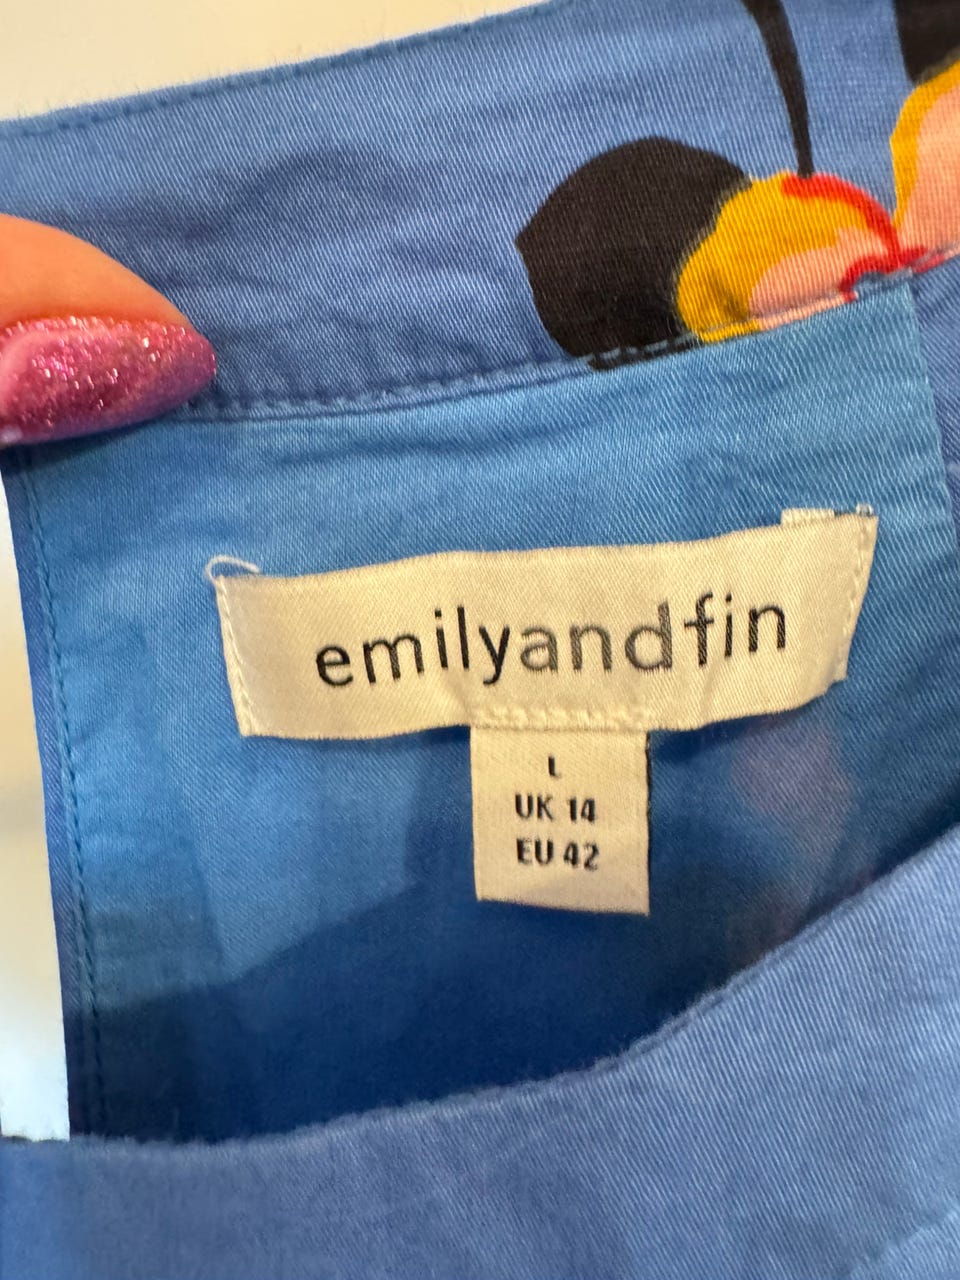 emilyandfin
L
UK 14
EU 42